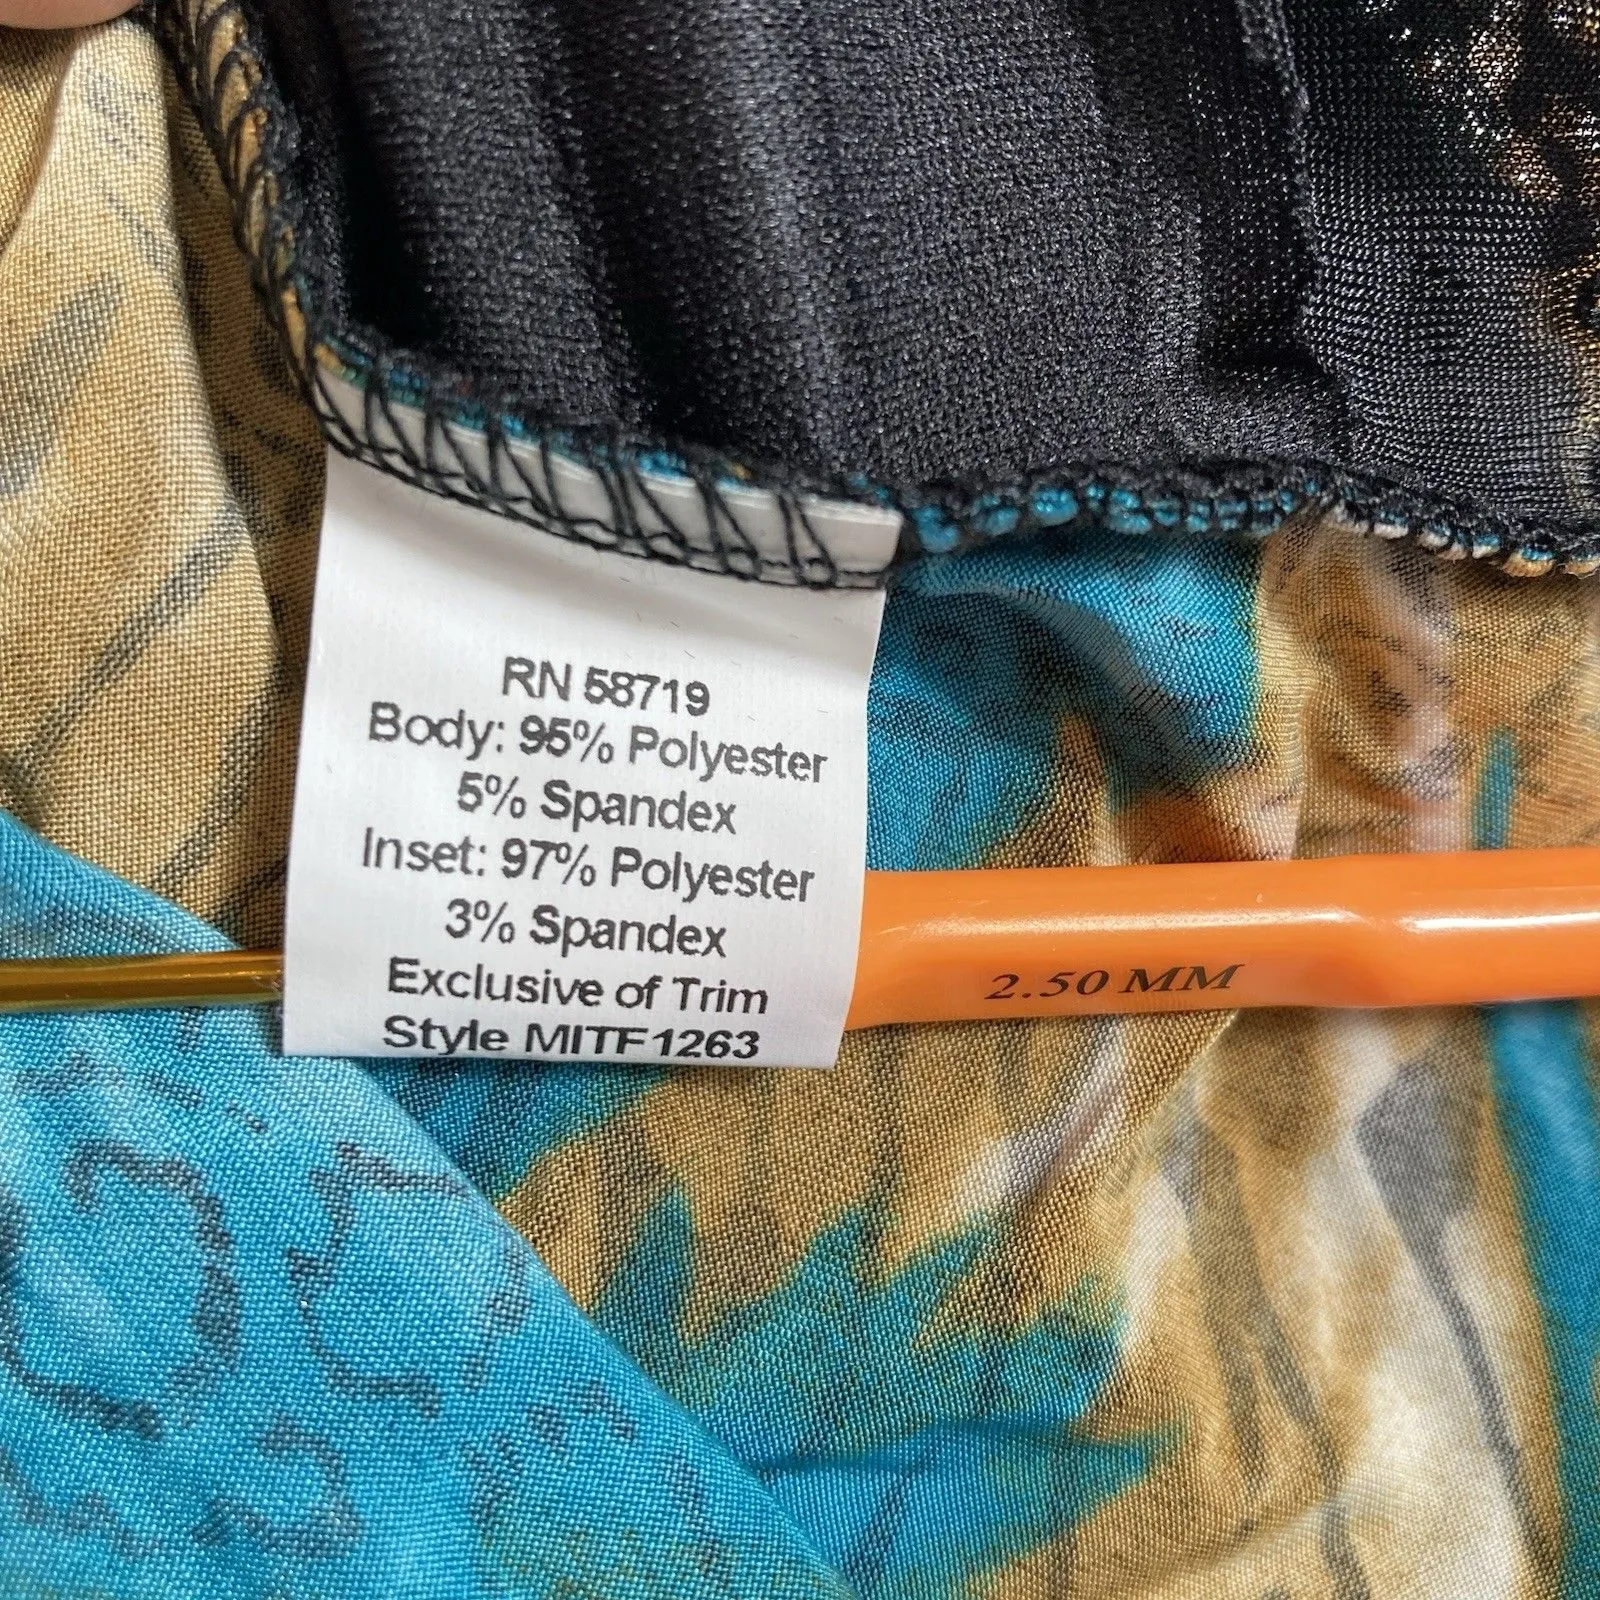 RN 58719
Body: 95% Polyester
5% Spandex
Inset: 97% Polyester
3% Spandex
Exclusive of Trim
Style MITF1263
2.50 MM